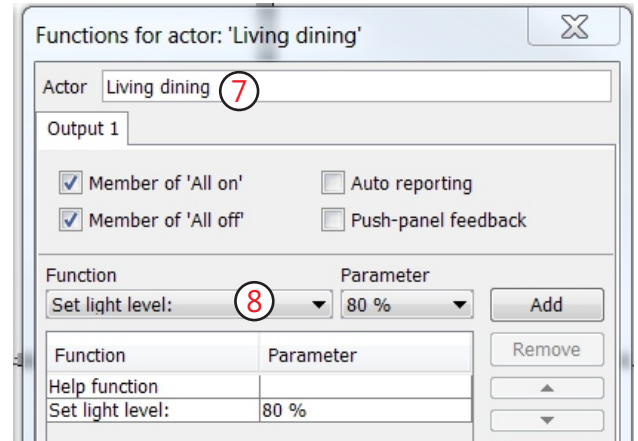 Functions for actor: 'Living dining'
Actor Living dining 7
Output 1
Member of 'All on' Auto reporting
Member of 'All off' Push-panel feedback
Function Parameter
Set light level: 8 80 % Add
Function Parameter Remove
Help function
Set light level: 80 %